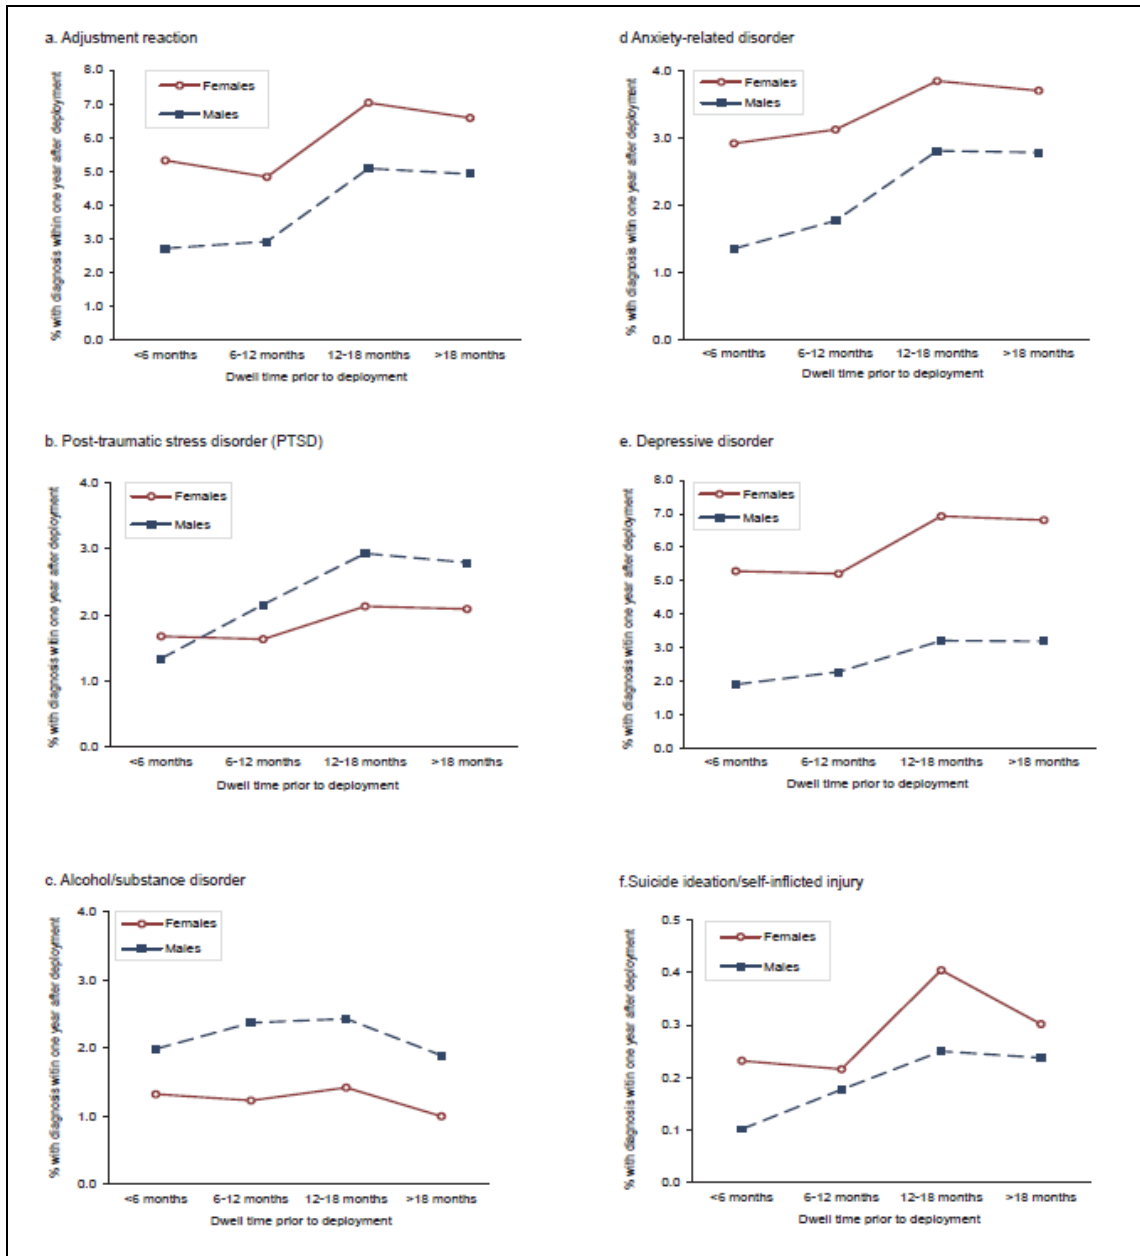 a. Adjustment reaction
% with diagnosis within one year after deployment
8.0
7.0
6.0
5.0
4.0
3.0
2.0
1.0
0.0
Females
Males
<6 months 6-12 months 12-18 months >18 months
Dwell time prior to deployment
d Anxiety-related disorder
% with diagnosis witin one year after deployment
4.0
3.0
2.0
1.0
0.0
Females
Males
<6 months 6-12 months 12-18 months >18 months
Dwell time prior to deployment
b. Post-traumatic stress disorder (PTSD)
% with diagnosis witin one year after deployment
4.0
3.0
2.0
1.0
0.0
Females
Males
<6 months 6-12 months 12-18 months >18 months
Dwell time prior to deployment
e. Depressive disorder
% with diagnosis witin one year after deployment
8.0
7.0
6.0
5.0
4.0
3.0
2.0
1.0
0.0
Females
Males
<6 months 6-12 months 12-18 months >18 months
Dwell time prior to deployment
c. Alcohol/substance disorder
% with diagnosis witin one year after deployment
4.0
3.0
2.0
1.0
0.0
Females
Males
<6 months 6-12 months 12-18 months >18 months
Dwell time prior to deployment
f.Suicide ideation/self-inflicted injury
% with diagnosis witin one year after deployment
0.5
0.4
0.3
0.2
0.1
0.0
Females
Males
<6 months 6-12 months 12-18 months >18 months
Dwell time prior to deployment